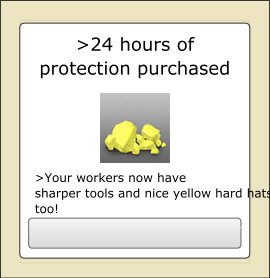 >24 hours of
protection purchased
>Your workers now have
sharper tools and nice yellow hard hats
too!